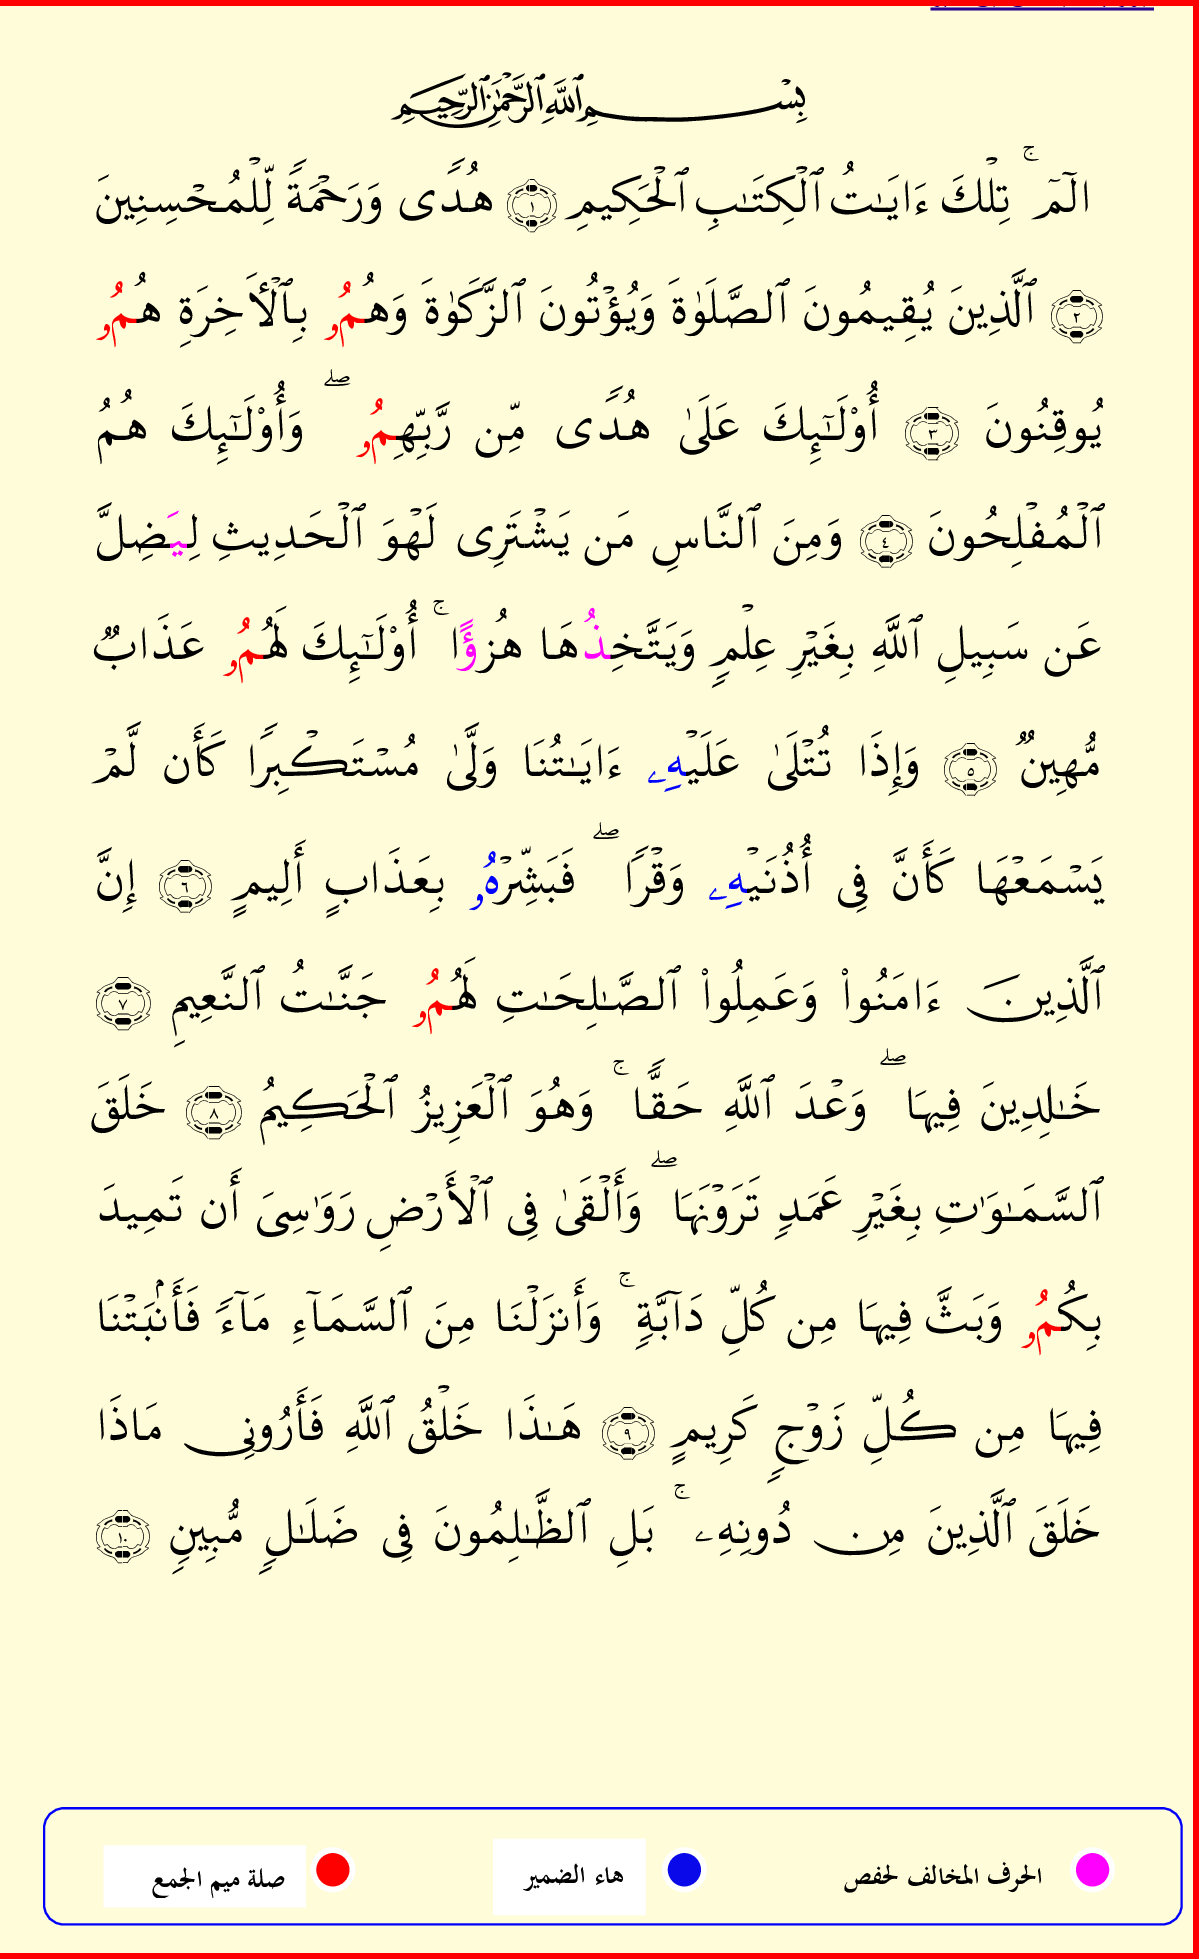 بِسْمِ ٱللَّهِ ٱلرَّحْمَٰنِ ٱلرَّحِيمِ
الٓمٓ ۚ تِلْكَ ءَايَـٰتُ ٱلْكِتَـٰبِ ٱلْحَكِيمِ ١ هُدًى وَرَحْمَةً لِّلْمُحْسِنِينَ
٢ ٱلَّذِينَ يُقِيمُونَ ٱلصَّلَوٰةَ وَيُؤْتُونَ ٱلزَّكَوٰةَ وَهُمُۥ بِٱلْأَخِرَةِ هُمُۥ
يُوقِنُونَ ٣ أُوْلَـٰٓئِكَ عَلَىٰ هُدًى مِّن رَّبِّهِمُۥ ۖ وَأُوْلَـٰٓئِكَ هُمُ
ٱلْمُفْلِحُونَ ٤ وَمِنَ ٱلنَّاسِ مَن يَشْتَرِى لَهْوَ ٱلْحَدِيثِ لِيَضِلَّ
عَن سَبِيلِ ٱللَّهِ بِغَيْرِ عِلْمٍ وَيَتَّخِذُهَا هُزُؤًا ۚ أُوْلَـٰٓئِكَ لَهُمُۥ عَذَابٌ
مُّهِينٌ ٥ وَإِذَا تُتْلَىٰ عَلَيْهِۦ ءَايَـٰتُنَا وَلَّىٰ مُسْتَكْبِرًا كَأَن لَّمْ
يَسْمَعْهَا كَأَنَّ فِى أُذُنَيْهِۦ وَقْرًا ۖ فَبَشِّرْهُۥ بِعَذَابٍ أَلِيمٍ ٦ إِنَّ
ٱلَّذِينَ ءَامَنُواْ وَعَمِلُواْ ٱلصَّـٰلِحَـٰتِ لَهُمُۥ جَنَّـٰتُ ٱلنَّعِيمِ ٧
خَـٰلِدِينَ فِيهَا ۖ وَعْدَ ٱللَّهِ حَقًّا ۚ وَهُوَ ٱلْعَزِيزُ ٱلْحَكِيمُ ٨ خَلَقَ
ٱلسَّمَـٰوَٰتِ بِغَيْرِ عَمَدٍ تَرَوْنَهَا ۖ وَأَلْقَىٰ فِى ٱلْأَرْضِ رَوَٰسِىَ أَن تَمِيدَ
بِكُمُۥ وَبَثَّ فِيهَا مِن كُلِّ دَآبَّةٍ ۚ وَأَنزَلْنَا مِنَ ٱلسَّمَآءِ مَآءً فَأَنۢبَتْنَا
فِيهَا مِن كُلِّ زَوْجٍ كَرِيمٍ ٩ هَـٰذَا خَلْقُ ٱللَّهِ فَأَرُونِى مَاذَا
خَلَقَ ٱلَّذِينَ مِن دُونِهِۦ ۚ بَلِ ٱلظَّـٰلِمُونَ فِى ضَلَـٰلٍ مُّبِينٍ ١٠
الحرف المخالف لحفص هاء الضمير صلة ميم الجمع